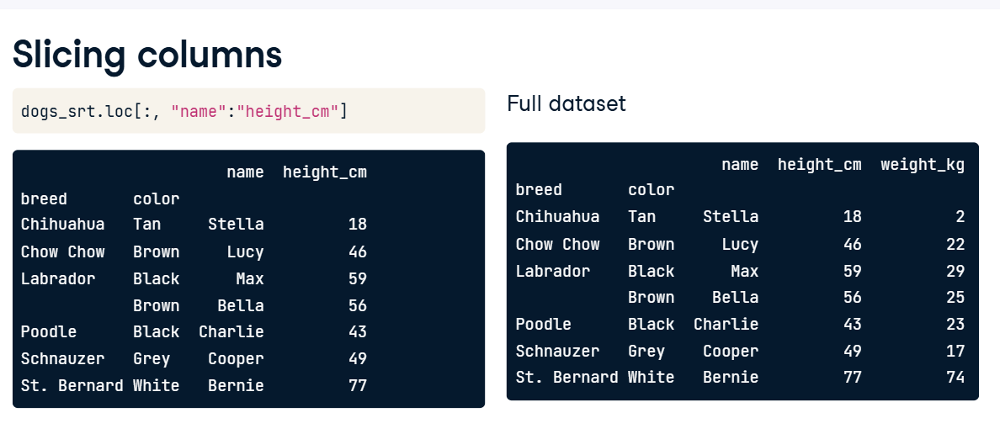 Slicing columns
dogs_srt.loc[:, "name":"height_cm"]
name height_cm
breed color
Chihuahua Tan Stella 18
Chow Chow Brown Lucy 46
Labrador Black Max 59
Brown Bella 56
Poodle Black Charlie 43
Schnauzer Grey Cooper 49
St. Bernard White Bernie 77
Full dataset
name height_cm weight_kg
breed color
Chihuahua Tan Stella 18 2
Chow Chow Brown Lucy 46 22
Labrador Black Max 59 29
Brown Bella 56 25
Poodle Black Charlie 43 23
Schnauzer Grey Cooper 49 17
St. Bernard White Bernie 77 74